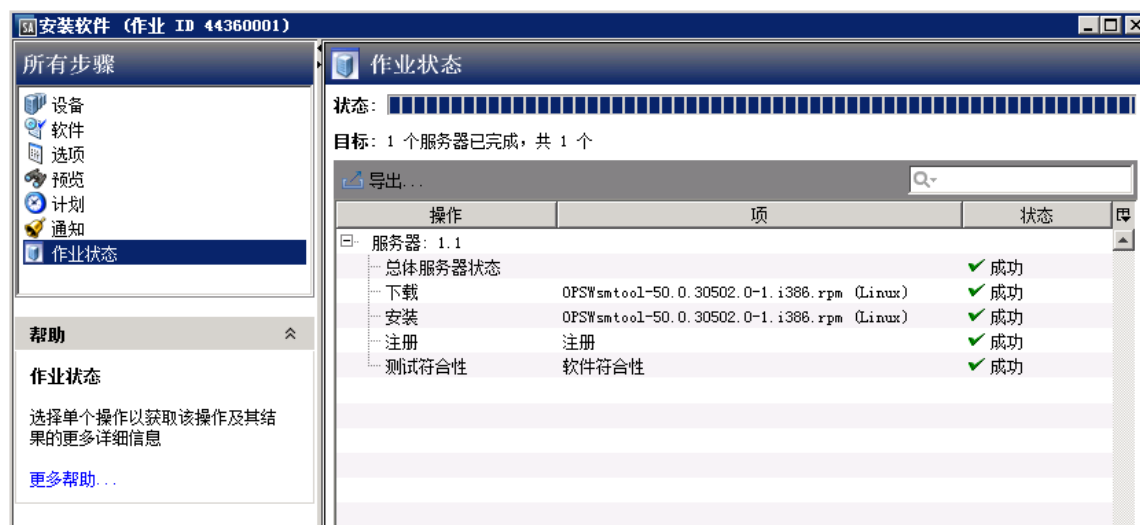 SA 安装软件 (作业 ID 44360001)
所有步骤
设备
软件
选项
预览
计划
通知
作业状态
帮助
作业状态
选择单个操作以获取该操作及其结
果的更多详细信息
更多帮助...
作业状态
状态:
目标: 1 个服务器已完成，共 1 个
导出...
操作 项 状态
服务器: 1.1
总体服务器状态 成功
下载 OPSWsmtool-50.0.30502.0-1.i386.rpm (Linux) 成功
安装 OPSWsmtool-50.0.30502.0-1.i386.rpm (Linux) 成功
注册 注册 成功
测试符合性 软件符合性 成功